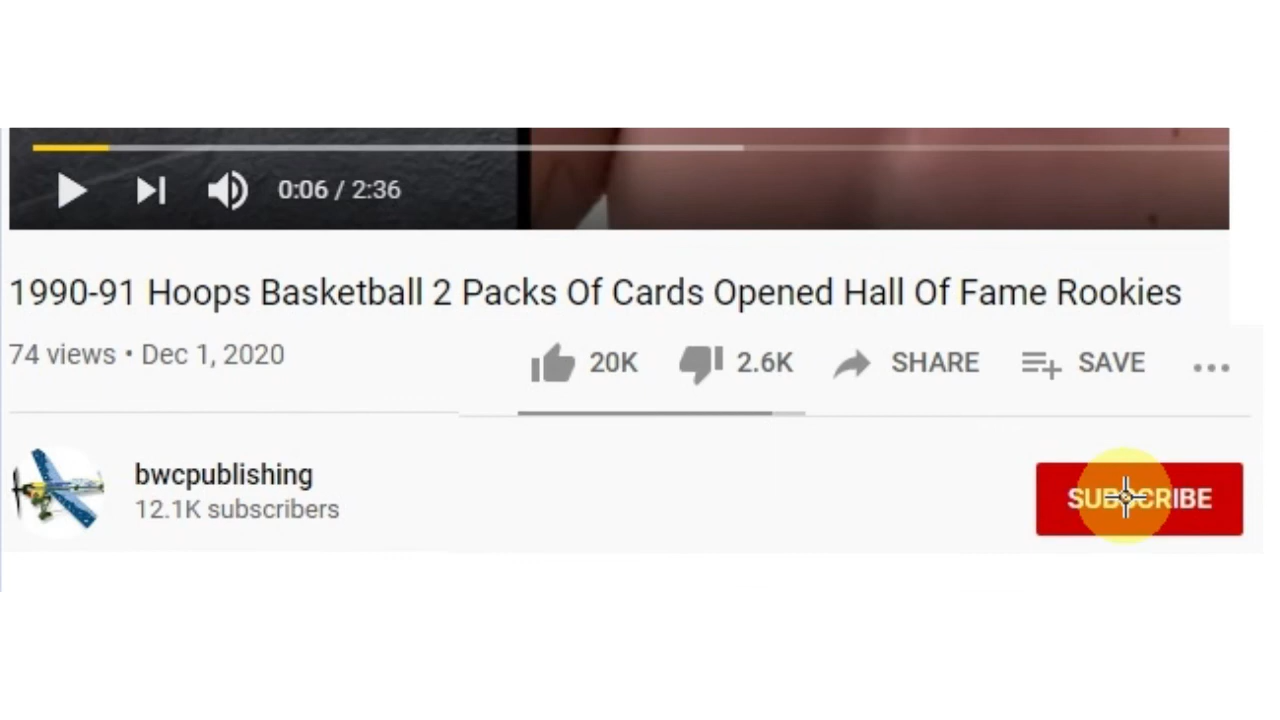 0:06 / 2:36
1990-91 Hoops Basketball 2 Packs Of Cards Opened Hall Of Fame Rookies
74 views • Dec 1, 2020
20K 2.6K SHARE SAVE
bwcpublishing
12.1K subscribers
SUBSCRIBE